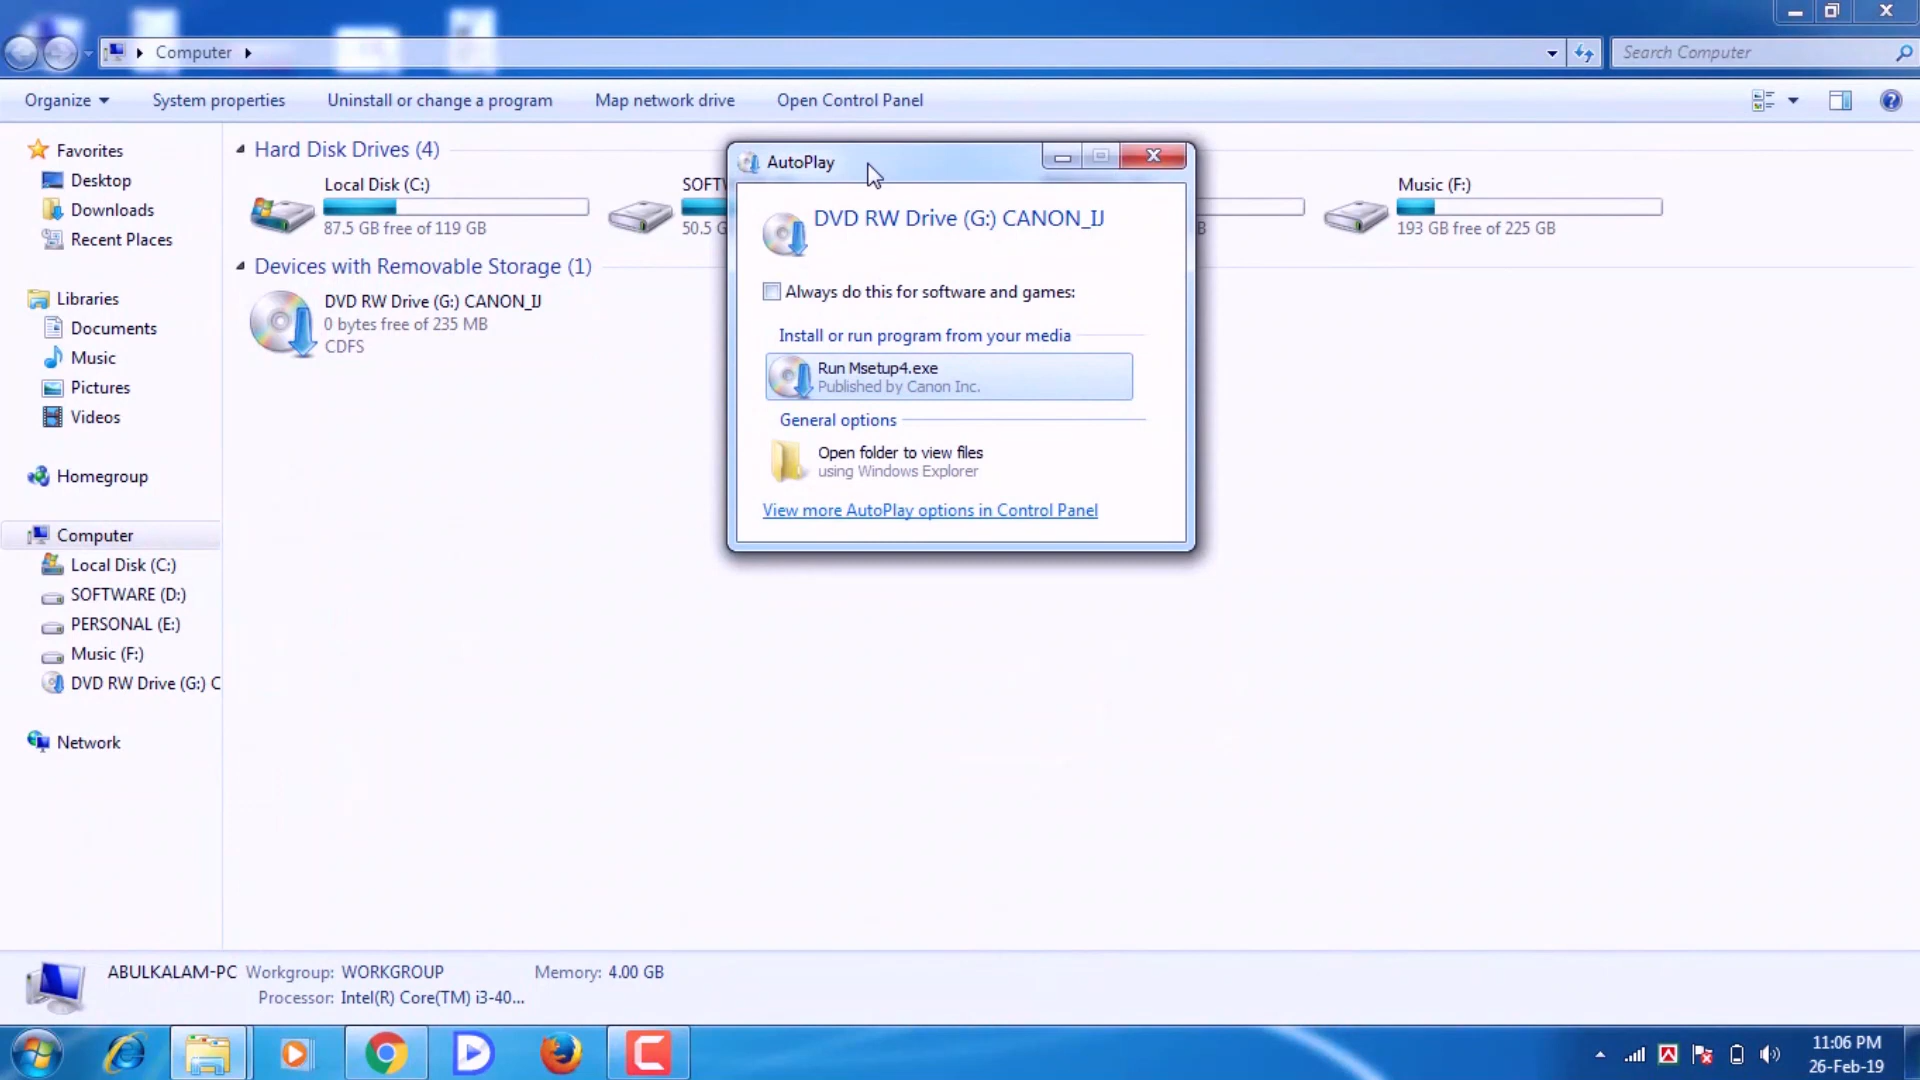 Computer
Search Computer
Organize
System properties
Uninstall or change a program
Map network drive
Open Control Panel
Favorites
Desktop
Downloads
Recent Places
Libraries
Documents
Music
Pictures
Videos
Homegroup
Computer
Local Disk (C:)
SOFTWARE (D:)
PERSONAL (E:)
Music (F:)
DVD RW Drive (G:) C
Network
Hard Disk Drives (4)
Local Disk (C:)
87.5 GB free of 119 GB
SOFTW
50.5 G
B
Music (F:)
193 GB free of 225 GB
Devices with Removable Storage (1)
DVD RW Drive (G:) CANON_IJ
0 bytes free of 235 MB
CDFS
AutoPlay
DVD RW Drive (G:) CANON_IJ
Always do this for software and games:
Install or run program from your media
Run Msetup4.exe
Published by Canon Inc.
General options
Open folder to view files
using Windows Explorer
View more AutoPlay options in Control Panel
ABULKALAM-PC Workgroup: WORKGROUP Memory: 4.00 GB
Processor: Intel(R) Core(TM) i3-40...
11:06 PM
26-Feb-19